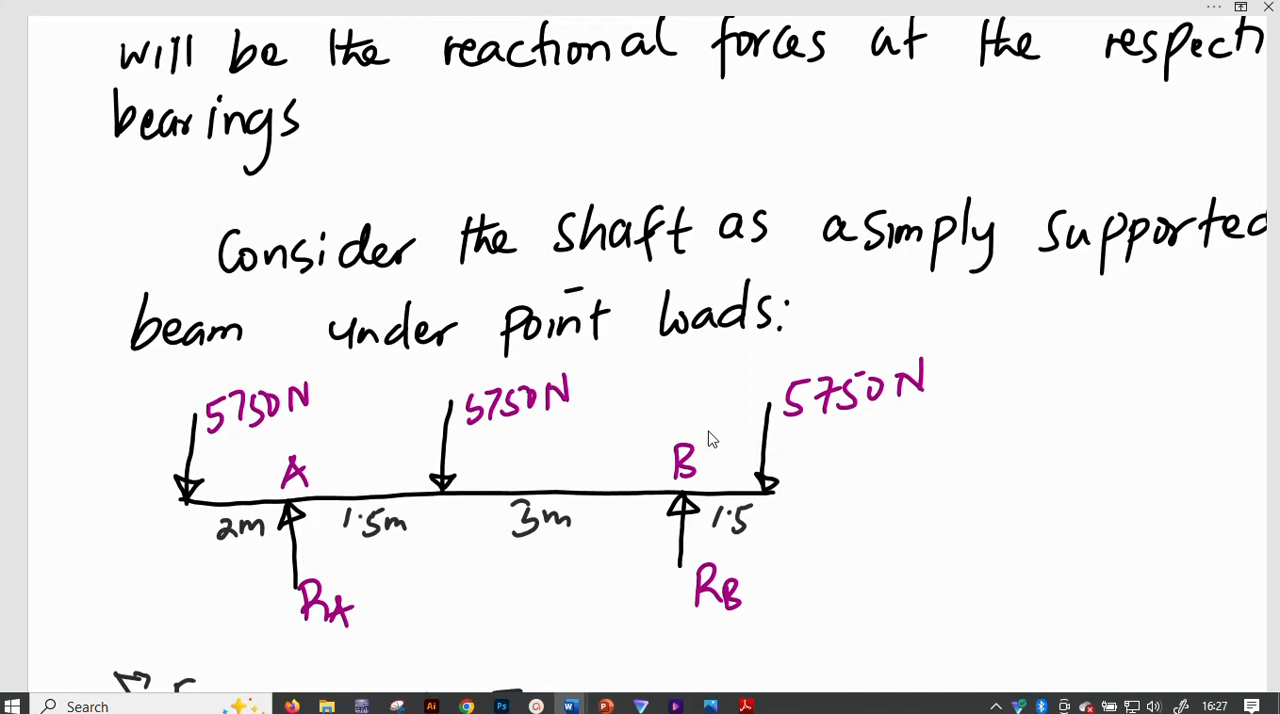 will be the reactional forces at the respecti
bearings
Consider the shaft as a simply supported
beam under point loads:
5750N 5750N 5750N
A B
2m 1.5m 3m 1.5
RA RB
Search
16:27